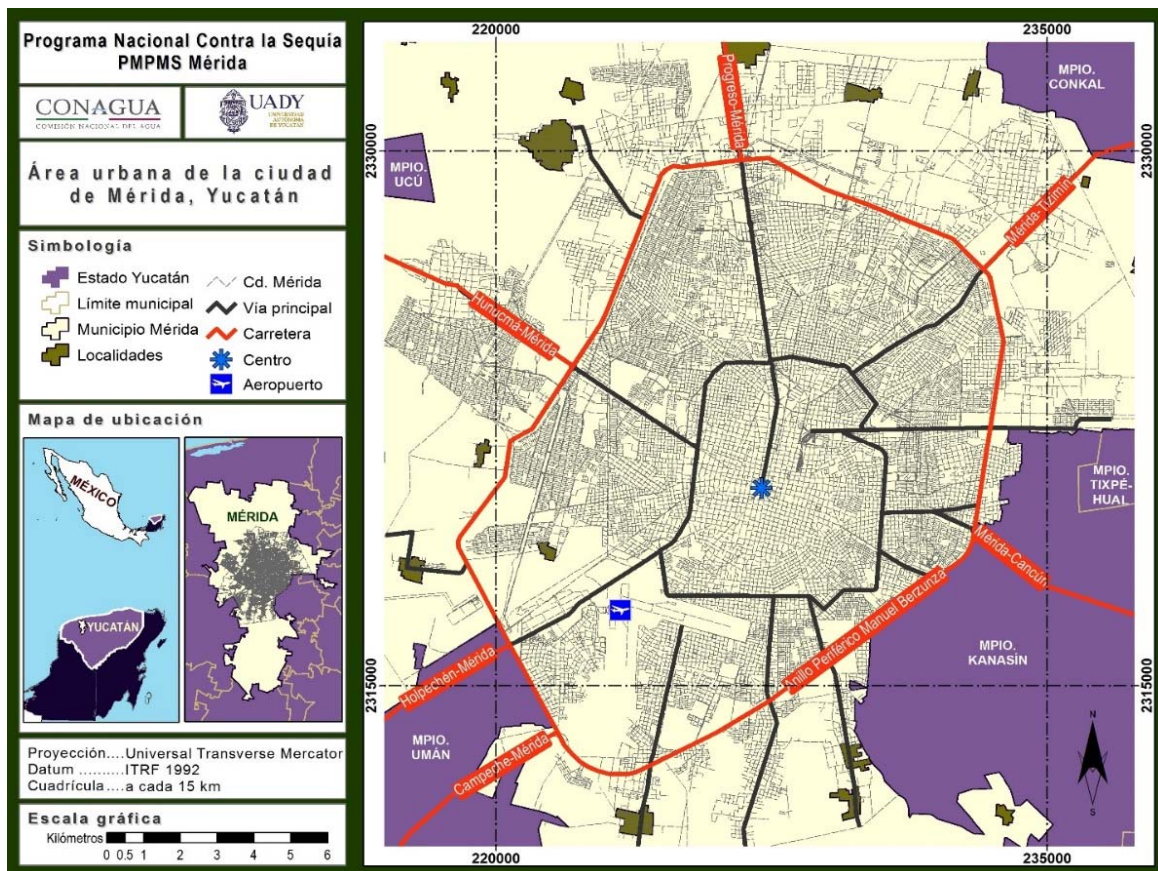 Programa Nacional Contra la Sequía
PMPMS Mérida
CONAGUA
COMISIÓN NACIONAL DEL AGUA
UADY
UNIVERSIDAD
AUTÓNOMA
DE YUCATÁN
Área urbana de la ciudad
de Mérida, Yucatán
Simbología
Estado Yucatán
Límite municipal
Municipio Mérida
Localidades
Cd. Mérida
Vía principal
Carretera
Centro
Aeropuerto
Mapa de ubicación
MÉXICO
YUCATÁN
MÉRIDA
Proyección....Universal Transverse Mercator
Datum ..........ITRF 1992
Cuadrícula....a cada 15 km
Escala gráfica
Kilómetros
0 0.5 1 2 3 4 5 6
220000
235000
2330000
2330000
MPIO.
CONKAL
MPIO.
UCÚ
Progreso-Mérida
Mérida-Tizimín
Hunucmá-Mérida
MPIO.
TIXPÉ-
HUAL
Mérida-Cancún
Anillo Periférico Manuel Berzunza
MPIO.
KANASÍN
Holpechen-Mérida
MPIO.
UMÁN
Campeche-Mérida
2315000
2315000
N
S
220000
235000